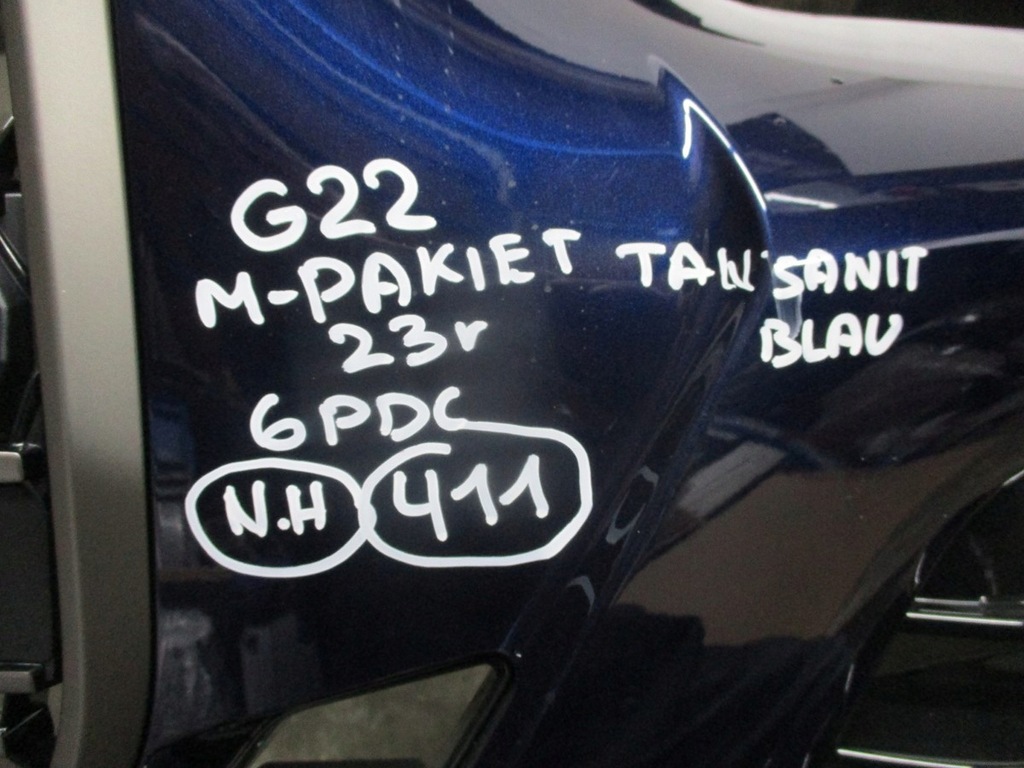 G22
M-PAKIET TANSANIT
23r BLAU
6PDC
N.H 411